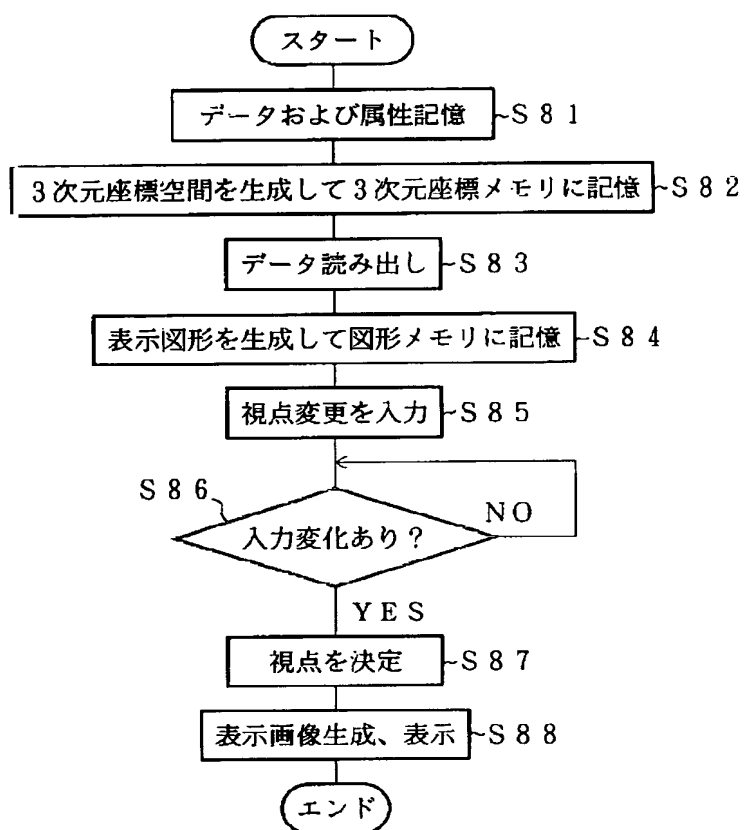 スタート
データおよび属性記憶 ~S81
3次元座標空間を生成して3次元座標メモリに記憶 ~S82
データ読み出し ~S83
表示図形を生成して図形メモリに記憶 ~S84
視点変更を入力 ~S85
S86
入力変化あり?
NO
YES
視点を決定 ~S87
表示画像生成、表示 ~S88
エンド